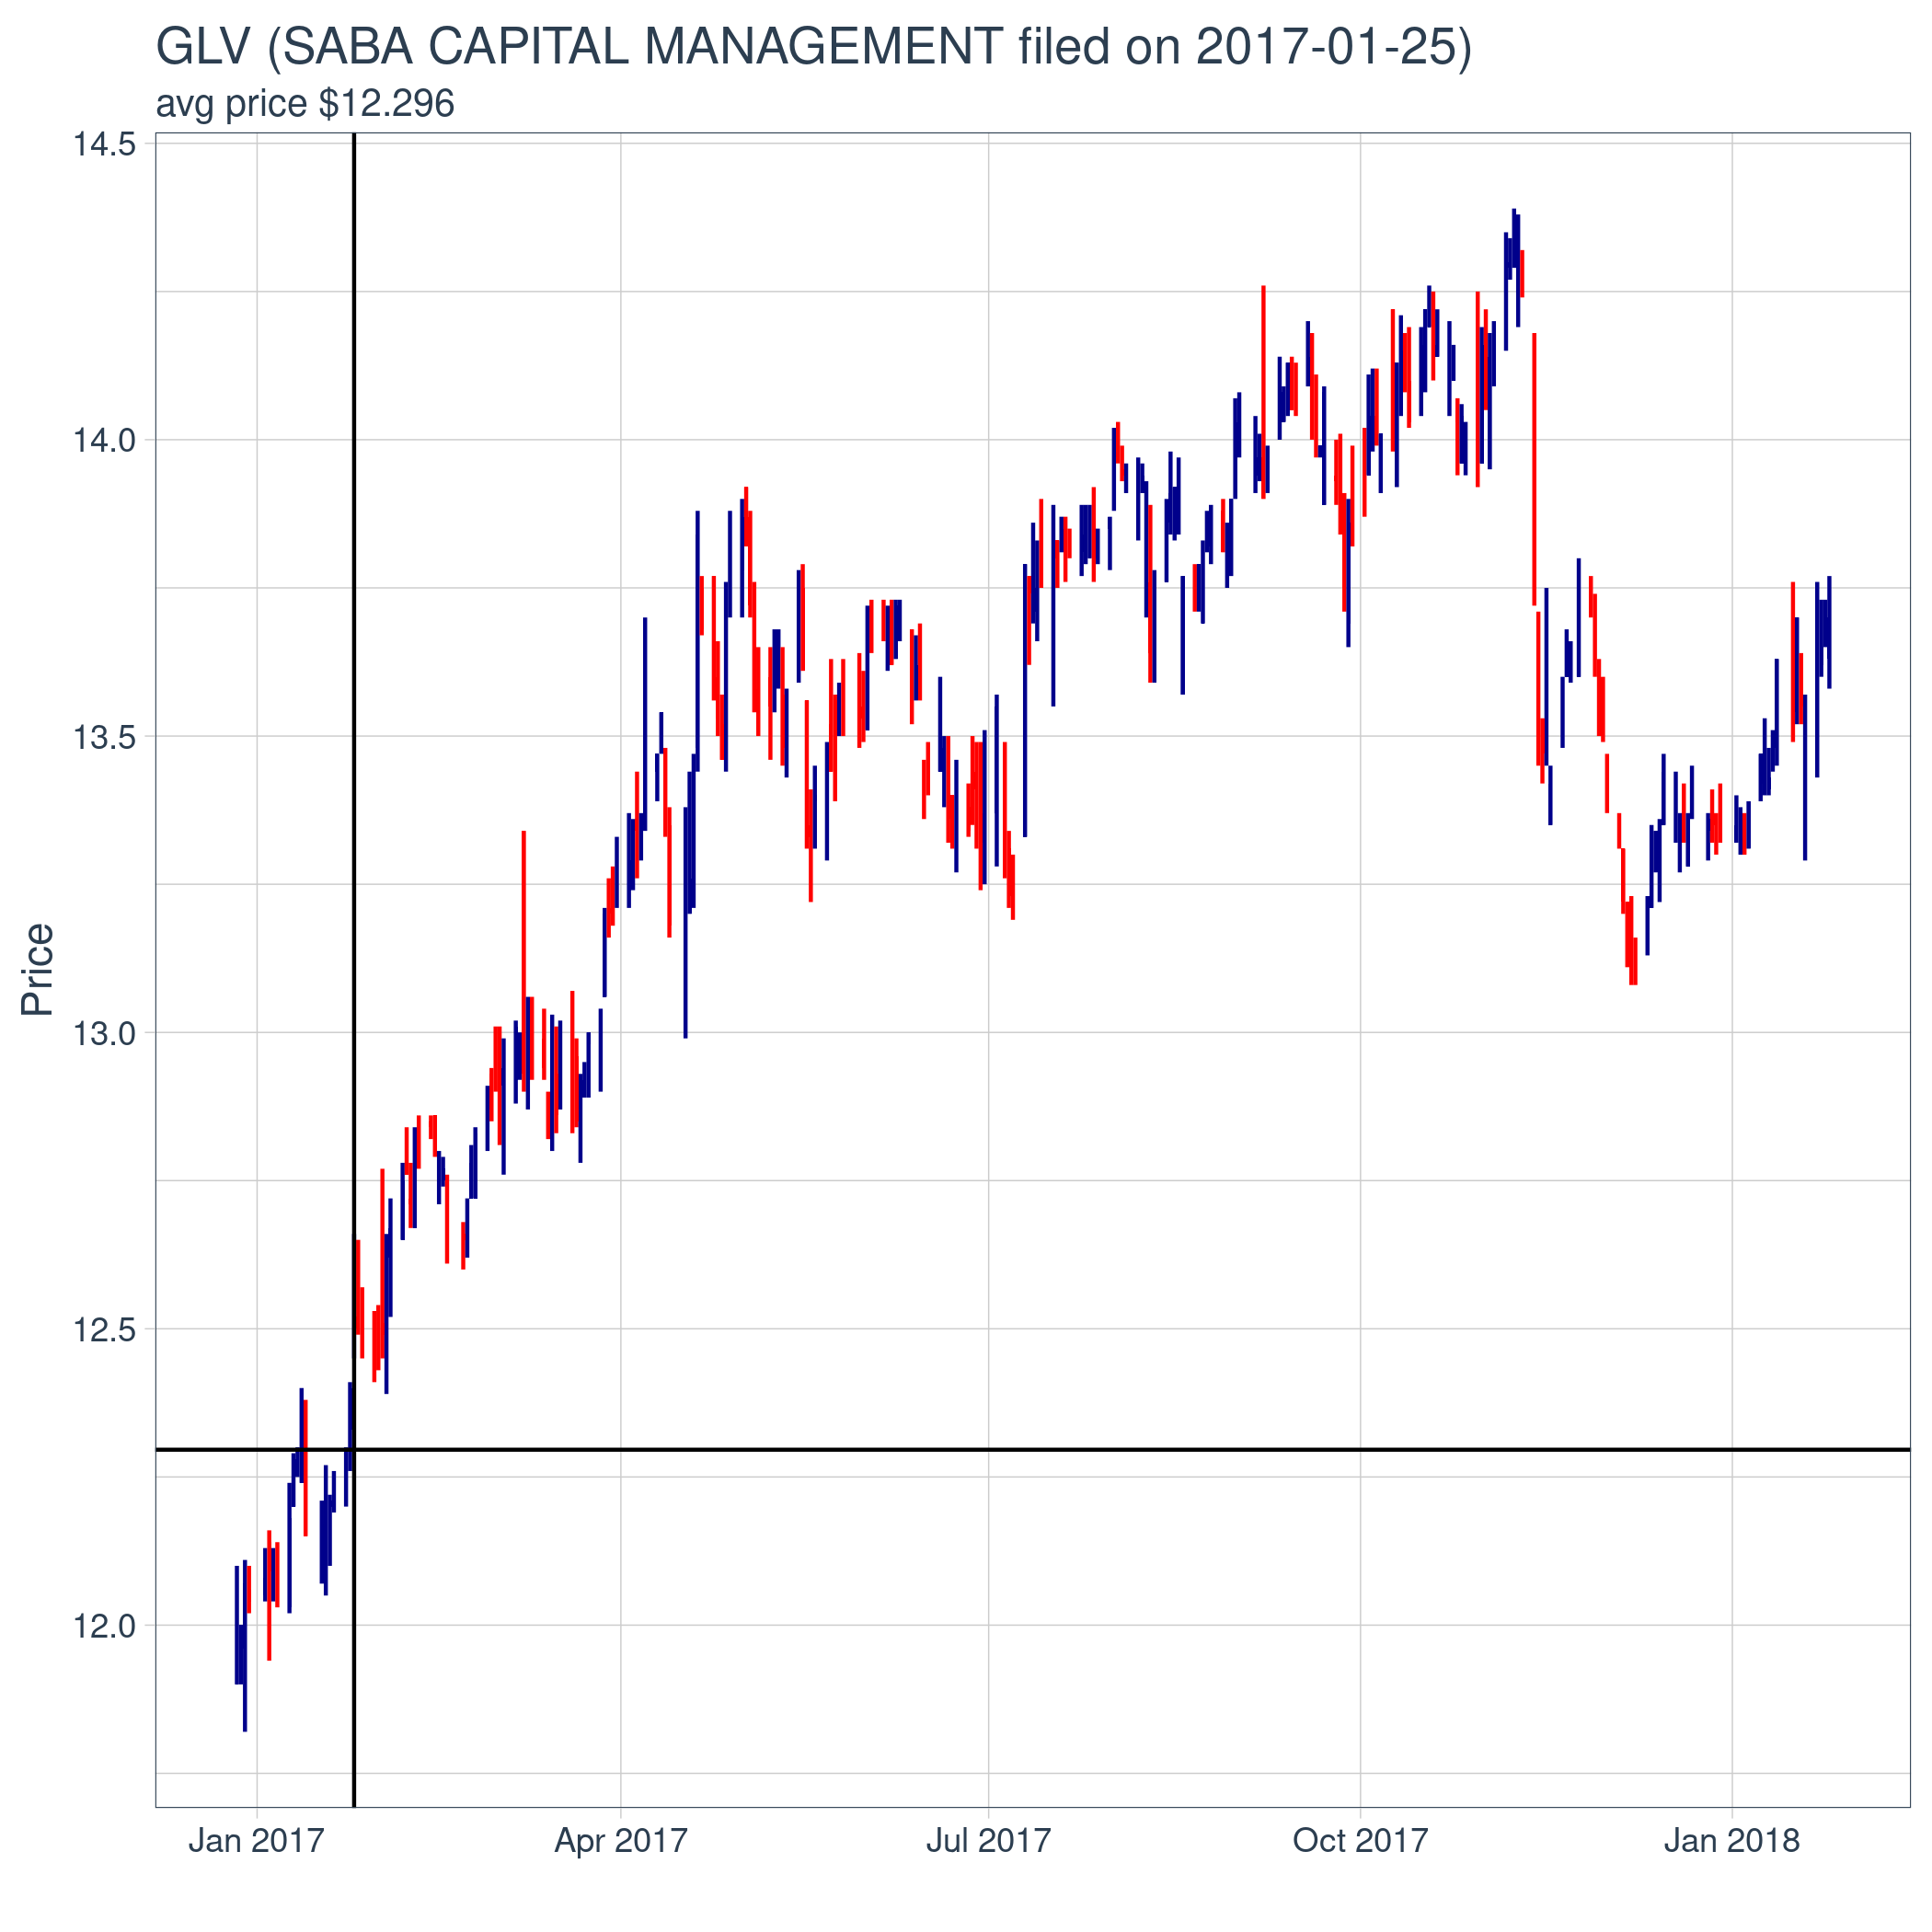 GLV (SABA CAPITAL MANAGEMENT filed on 2017-01-25)
avg price $12.296
14.5
14.0
13.5
13.0
12.5
12.0
Price
Jan 2017 Apr 2017 Jul 2017 Oct 2017 Jan 2018